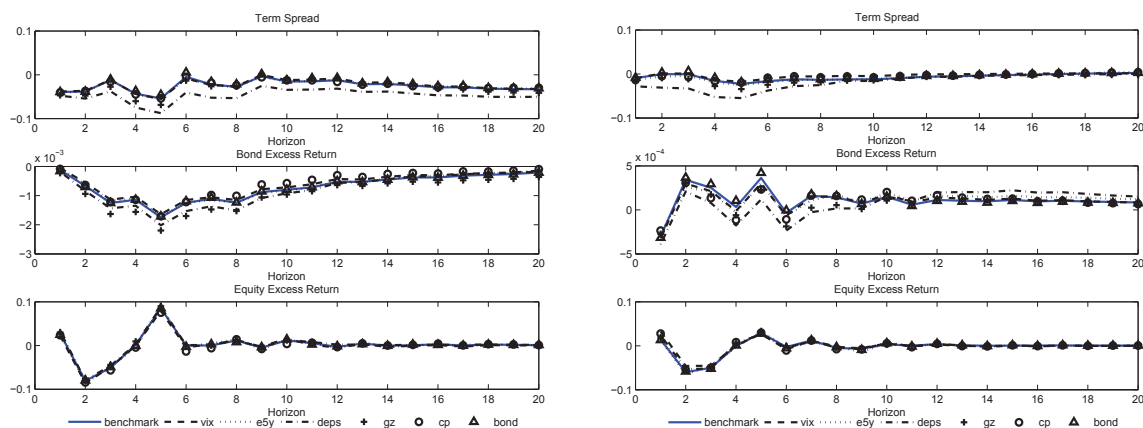 Term Spread
0.1
0
−0.1
0 2 4 6 8 10 12 14 16 18 20
Horizon
x 10−3
Bond Excess Return
0
−1
−2
−3
0 2 4 6 8 10 12 14 16 18 20
Horizon
Equity Excess Return
0.1
0
−0.1
0 2 4 6 8 10 12 14 16 18 20
Horizon
benchmark vix e5y deps gz cp bond
Term Spread
0.1
0
−0.1
2 4 6 8 10 12 14 16 18 20
Horizon
x 10−4
Bond Excess Return
5
0
−5
0 2 4 6 8 10 12 14 16 18 20
Horizon
Equity Excess Return
0.1
0
−0.1
0 2 4 6 8 10 12 14 16 18 20
Horizon
benchmark vix e5y deps gz cp bond